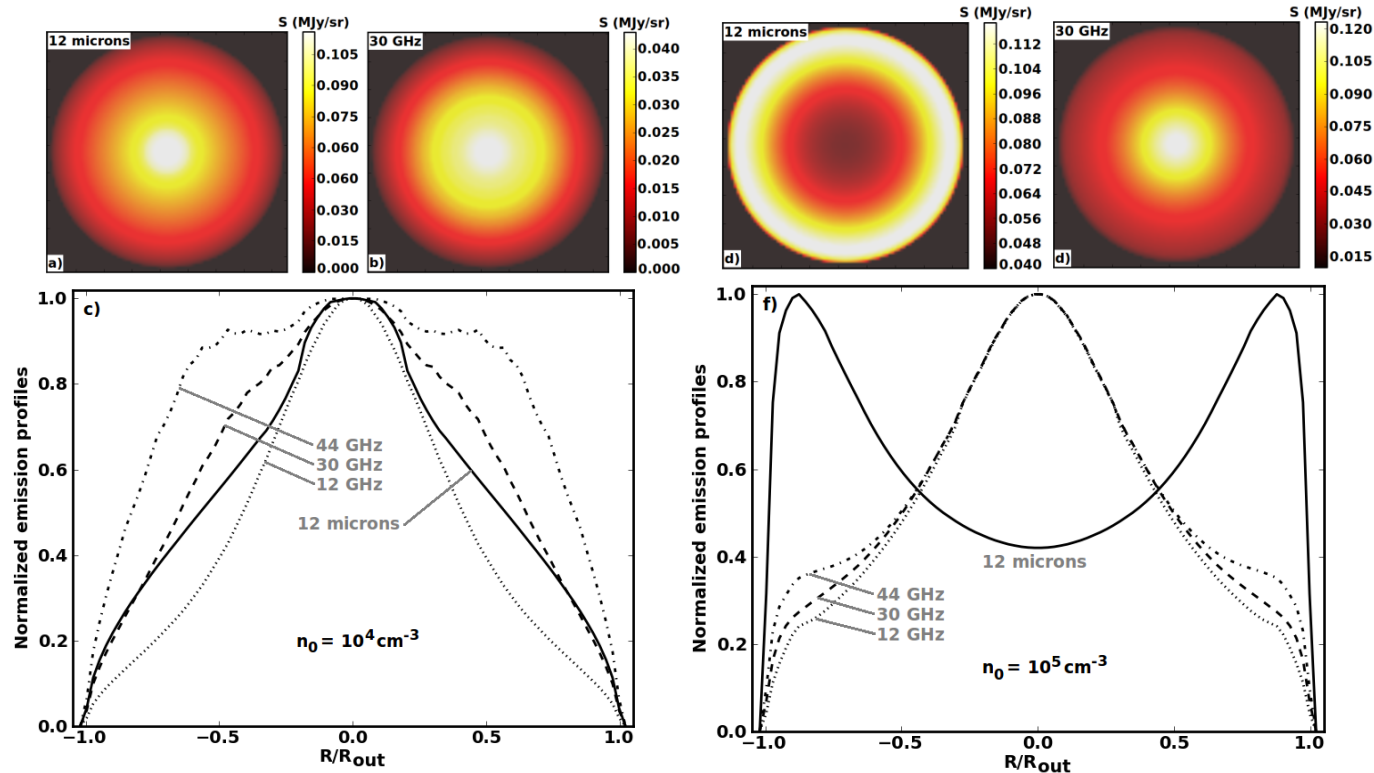 S (MJy/sr)
12 microns
0.105
0.090
0.075
0.060
0.045
0.030
0.015
0.000
a)
S (MJy/sr)
30 GHz
0.040
0.035
0.030
0.025
0.020
0.015
0.010
0.005
0.000
b)
S (MJy/sr)
12 microns
0.112
0.104
0.096
0.088
0.080
0.072
0.064
0.056
0.048
0.040
d)
S (MJy/sr)
30 GHz
0.120
0.105
0.090
0.075
0.060
0.045
0.030
0.015
d)
c)
Normalized emission profiles
1.0
0.8
0.6
0.4
0.2
0.0
44 GHz
30 GHz
12 GHz
12 microns
n0 = 10^4 cm-3
−1.0 −0.5 0.0 0.5 1.0
R/Rout
f)
Normalized emission profiles
1.0
0.8
0.6
0.4
0.2
0.0
12 microns
44 GHz
30 GHz
12 GHz
n0 = 10^5 cm-3
−1.0 −0.5 0.0 0.5 1.0
R/Rout